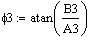 ϕ3 := atan(B3/A3)